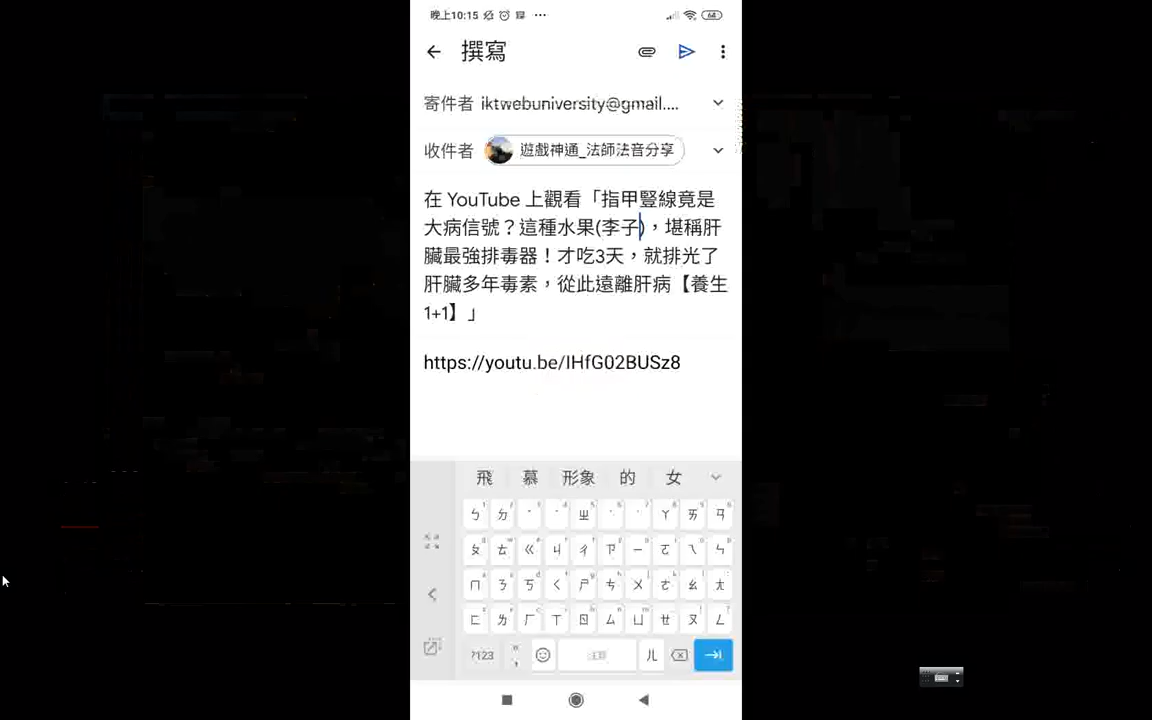 晚上10:15
64
撰寫
寄件者 iktwebuniversity@gmail....
收件者 遊戲神通_法師法音分享
在 YouTube 上觀看「指甲豎線竟是
大病信號？這種水果(李子)，堪稱肝
臟最強排毒器！才吃3天，就排光了
肝臟多年毒素，從此遠離肝病【養生
1+1】」
https://youtu.be/IHfG02BUSz8
飛 慕 形象 的 女
ㄅ ㄉ ˇ ˋ ㄓ ˊ ˙ ㄚ ㄞ ㄢ
ㄆ ㄊ ㄍ ㄐ ㄔ ㄗ ㄧ ㄛ ㄟ ㄣ
ㄇ ㄋ ㄎ ㄑ ㄕ ㄘ ㄨ ㄜ ㄠ ㄤ
ㄈ ㄌ ㄏ ㄒ ㄖ ㄙ ㄩ ㄝ ㄡ ㄥ
?123 ㄦ